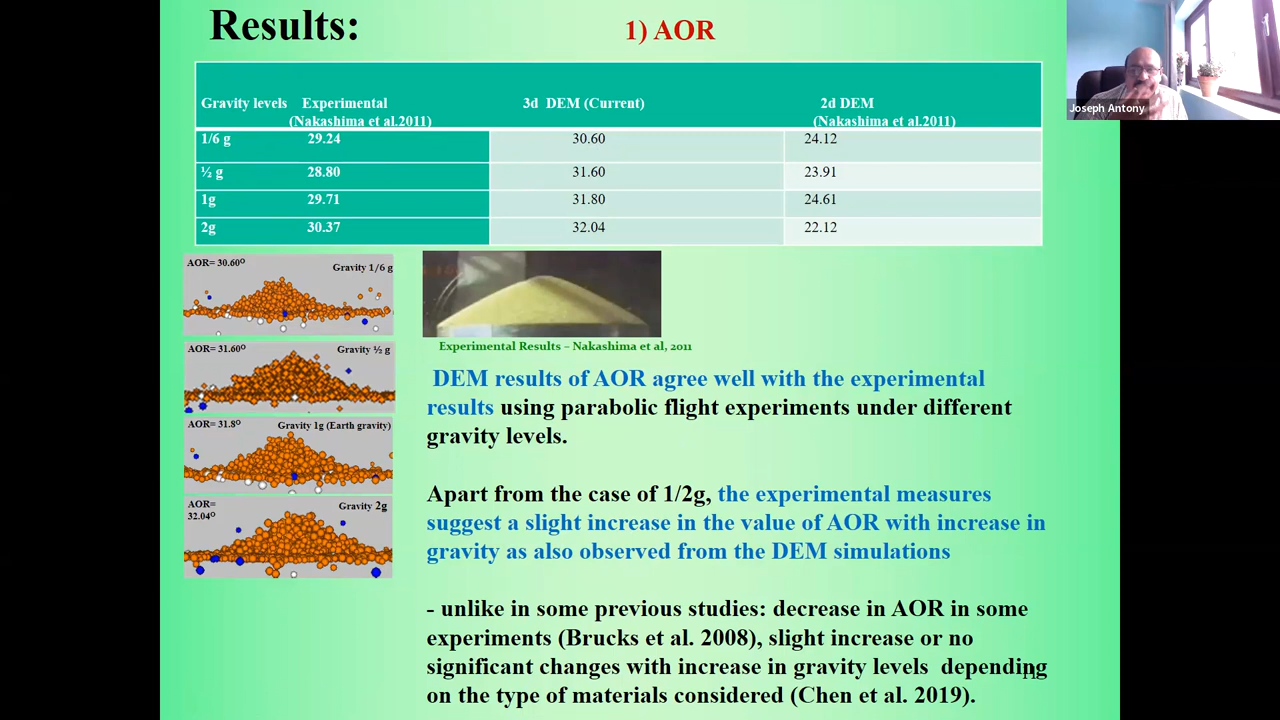 Results:
1) AOR
Gravity levels Experimental 3d DEM (Current) 2d DEM
(Nakashima et al.2011) (Nakashima et al.2011)
1/6 g 29.24 30.60 24.12
½ g 28.80 31.60 23.91
1g 29.71 31.80 24.61
2g 30.37 32.04 22.12
Joseph Antony
AOR= 30.60⁰ Gravity 1/6 g
AOR= 31.60⁰ Gravity ½ g
AOR= 31.8⁰ Gravity 1g (Earth gravity)
AOR=
32.04⁰
Gravity 2g
Experimental Results – Nakashima et al, 2011
DEM results of AOR agree well with the experimental
results using parabolic flight experiments under different
gravity levels.
Apart from the case of 1/2g, the experimental measures
suggest a slight increase in the value of AOR with increase in
gravity as also observed from the DEM simulations
- unlike in some previous studies: decrease in AOR in some
experiments (Brucks et al. 2008), slight increase or no
significant changes with increase in gravity levels depending
on the type of materials considered (Chen et al. 2019).